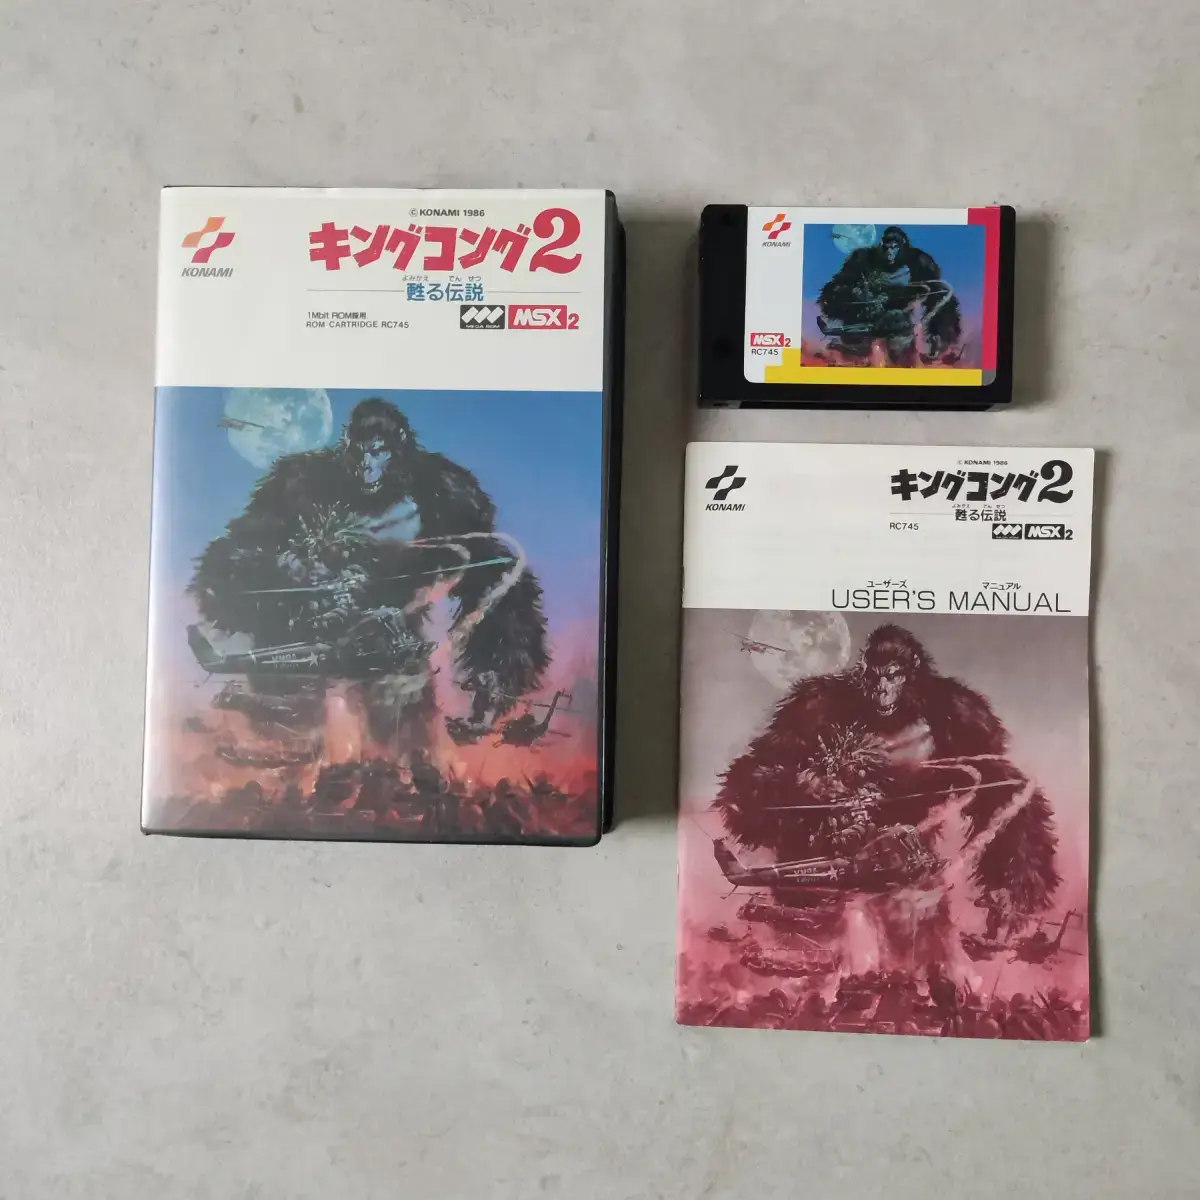 © KONAMI 1986
キングコング2
よみがえ でんせつ
甦る伝説
KONAMI
1Mbit ROM採用
ROM CARTRIDGE RC745
MEGA ROM
MSX2
KONAMI
MSX2
RC745
© KONAMI 1986
キングコング2
よみがえ でんせつ
甦る伝説
KONAMI
RC745
MSX2
ユーザーズ マニュアル
USER'S MANUAL